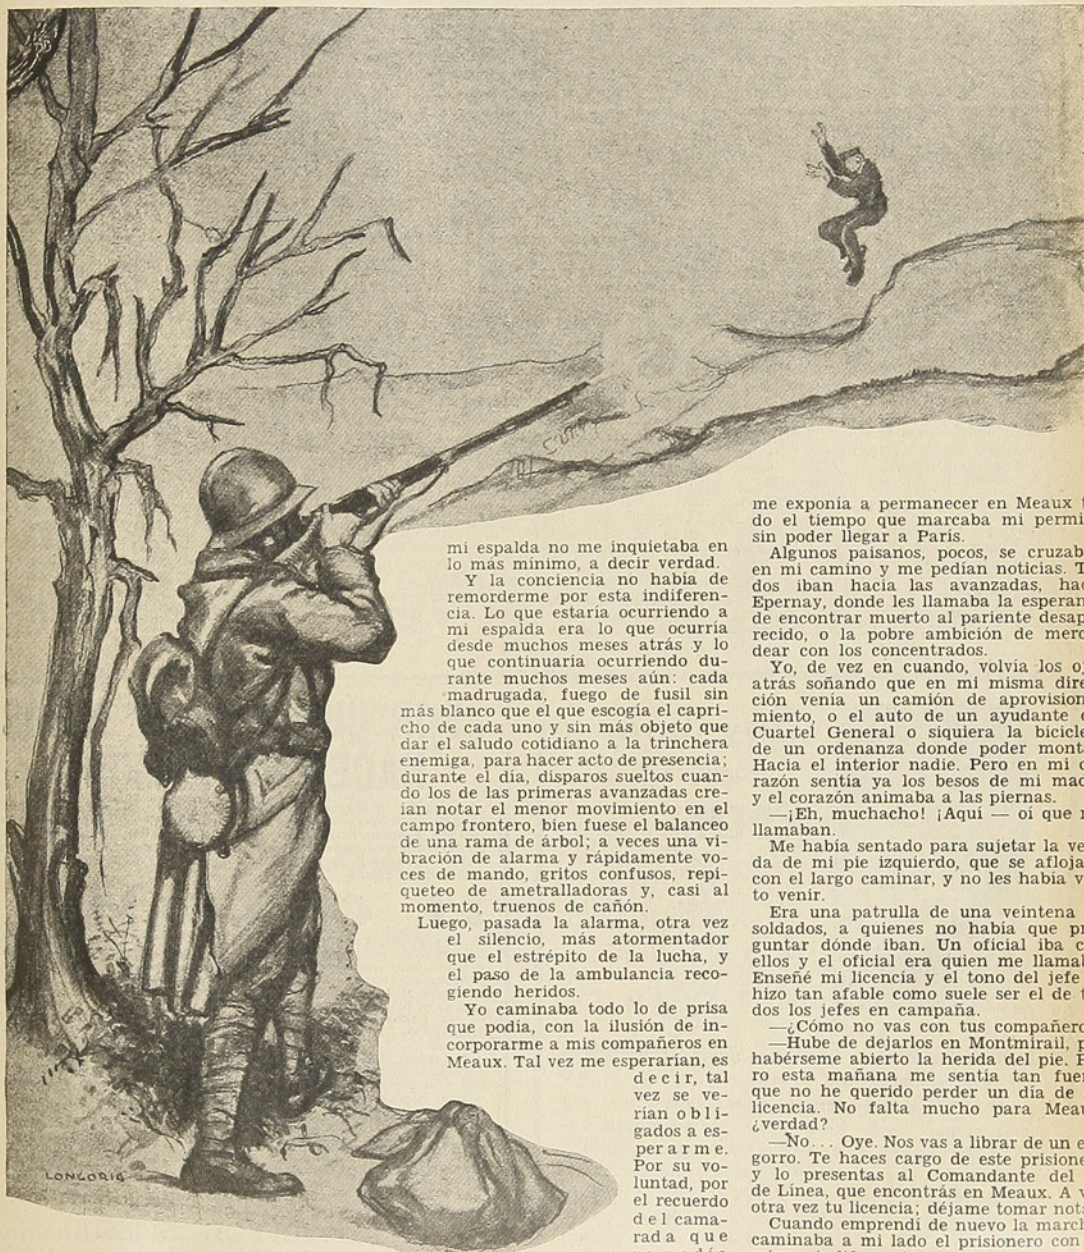 mi espalda no me inquietaba en
lo más mínimo, a decir verdad.
Y la conciencia no había de
remorderme por esta indiferen-
cia. Lo que estaría ocurriendo a
mi espalda era lo que ocurría
desde muchos meses atrás y lo
que continuaría ocurriendo du-
rante muchos meses aún: cada
madrugada, fuego de fusil sin
más blanco que el que escogía el capri-
cho de cada uno y sin más objeto que
dar el saludo cotidiano a la trinchera
enemiga, para hacer acto de presencia;
durante el día, disparos sueltos cuan-
do los de las primeras avanzadas cre-
ían notar el menor movimiento en el
campo frontero, bien fuese el balanceo
de una rama de árbol; a veces una vi-
bración de alarma y rápidamente vo-
ces de mando, gritos confusos, repi-
queteo de ametralladoras y, casi al
momento, truenos de cañón.
Luego, pasada la alarma, otra vez
el silencio, más atormentador
que el estrépito de la lucha, y
el paso de la ambulancia reco-
giendo heridos.
Yo caminaba todo lo de prisa
que podía, con la ilusión de in-
corporarme a mis compañeros en
Meaux. Tal vez me esperarían, es
decir, tal
vez se ve-
rían obli-
gados a es-
perarme.
Por su vo-
luntad, por
el recuerdo
del cama-
rada que
me exponía a permanecer en Meaux
do el tiempo que marcaba mi permi
sin poder llegar a París.
Algunos paisanos, pocos, se cruzab
en mi camino y me pedían noticias. T
dos iban hacia las avanzadas, hac
Epernay, donde les llamaba la esperan
de encontrar muerto al pariente desap
recido, o la pobre ambición de merc
dear con los concentrados.
Yo, de vez en cuando, volvía los oj
atrás soñando que en mi misma dire
ción venía un camión de aprovision
miento, o el auto de un ayudante
Cuartel General o siquiera la bicicle
de un ordenanza donde poder monta
Hacia el interior nadie. Pero en mi c
razón sentía ya los besos de mi mad
y el corazón animaba a las piernas.
—¡Eh, muchacho! ¡Aquí — oí que
llamaban.
Me había sentado para sujetar la ve
da de mi pie izquierdo, que se afloja
con el largo caminar, y no les había v
to venir.
Era una patrulla de una veintena
soldados, a quienes no había que pr
guntar dónde iban. Un oficial iba c
ellos y el oficial era quien me llamab
Enseñé mi licencia y el tono del jefe
hizo tan afable como suele ser el de t
dos los jefes en campaña.
—¿Cómo no vas con tus compañero
—Hube de dejarlos en Montmirail, p
habérseme abierto la herida del pie. P
ro esta mañana me sentía tan fuer
que no he querido perder un día de
licencia. No falta mucho para Meau
¿verdad?
—No... Oye. Nos vas a librar de un e
gorro. Te haces cargo de este prisione
y lo presentas al Comandante del
de Línea, que encontrás en Meaux. A v
otra vez tu licencia; déjame tomar not
Cuando emprendí de nuevo la march
caminaba a mi lado el prisionero con
LONGORIA